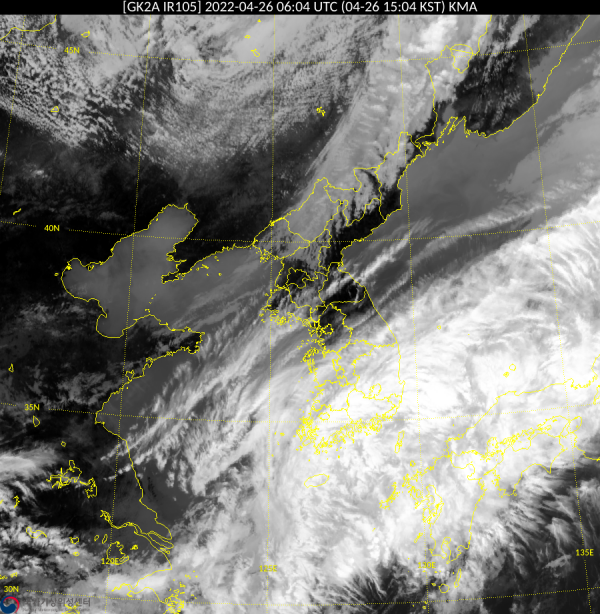 [GK2A IR105] 2022-04-26 06:04 UTC (04-26 15:04 KST) KMA
45N
40N
35N
120E
125E
130E
135E
30N